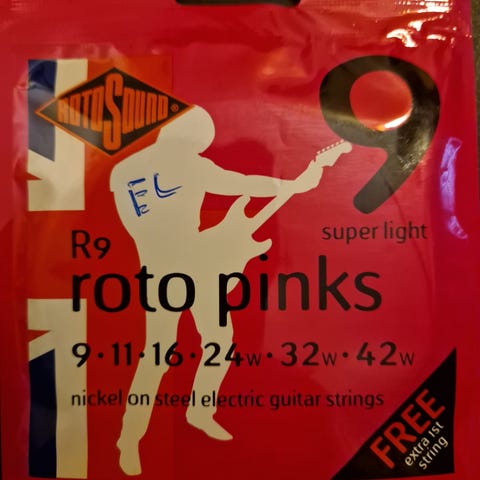 ROTOSOUND®
9
EL
super light
R9
roto pinks
9·11·16·24w·32w·42w
nickel on steel electric guitar strings
FREE
extra 1st
string